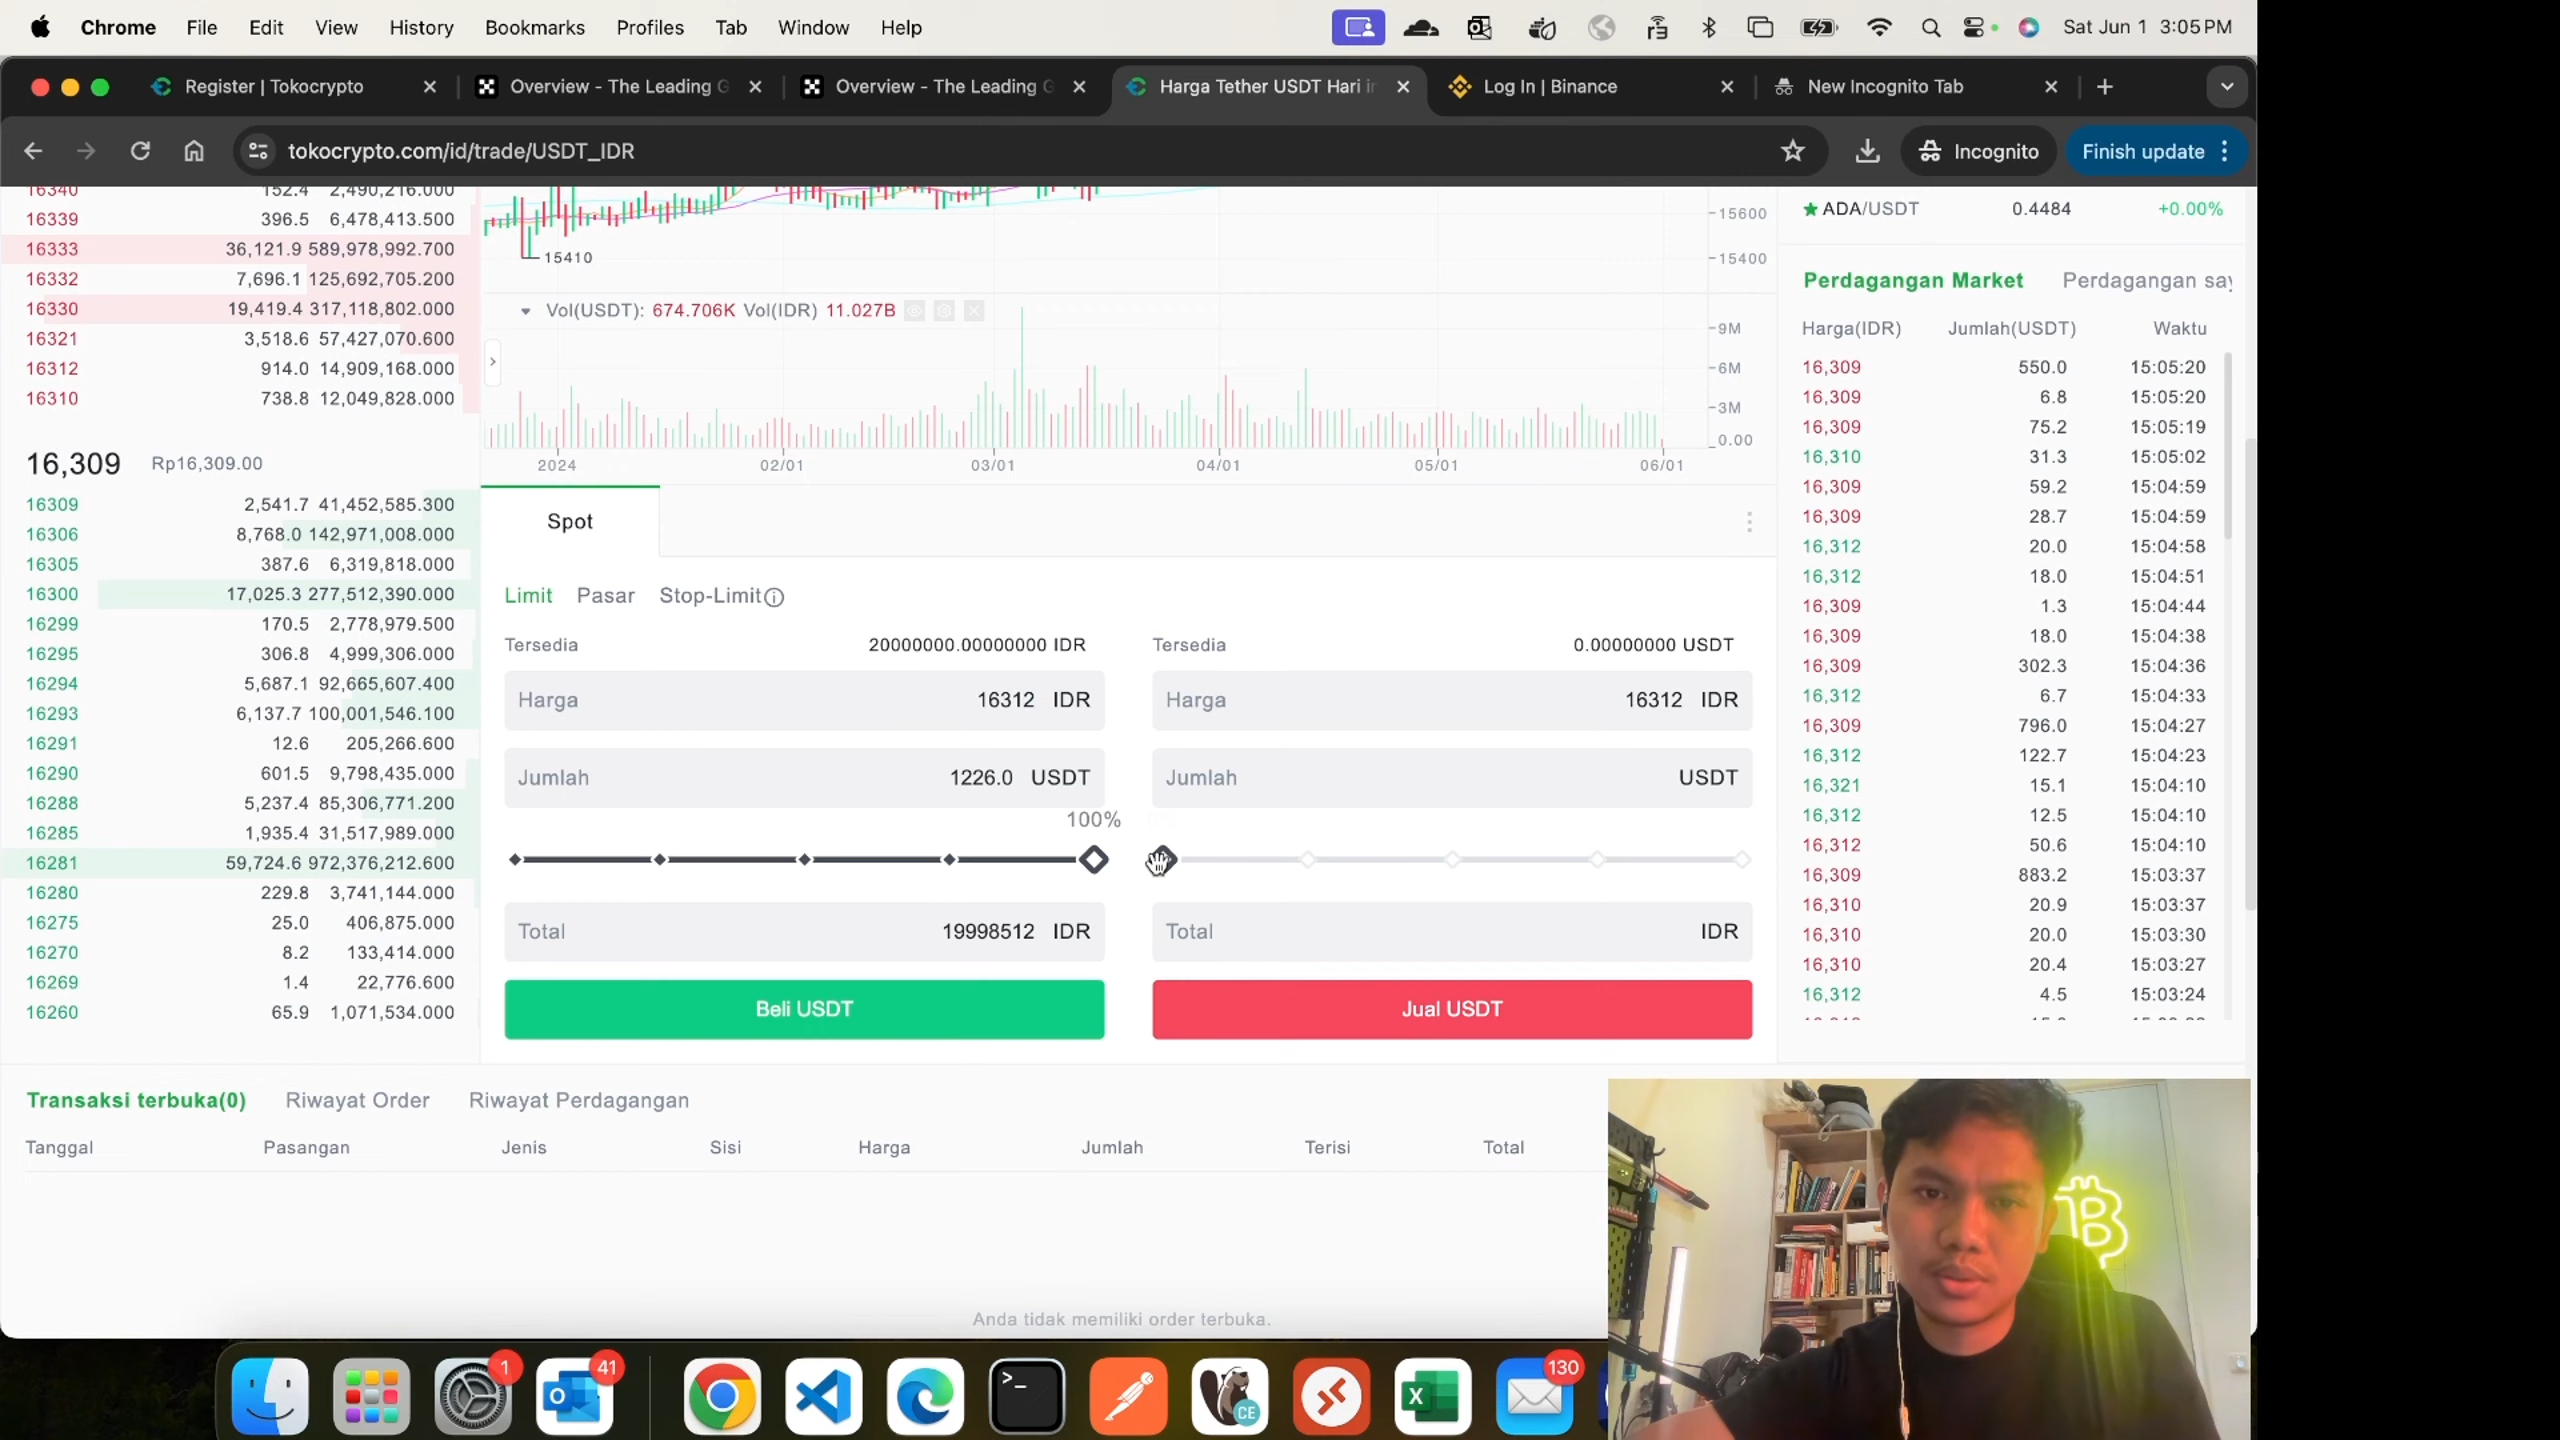 Chrome File Edit View History Bookmarks Profiles Tab Window Help Sat Jun 1 3:05 PM
Register | Tokocrypto Overview - The Leading G Overview - The Leading G Harga Tether USDT Hari in Log In | Binance New Incognito Tab
tokocrypto.com/id/trade/USDT_IDR Incognito Finish update
16340 152.4 2,490,216.000
16339 396.5 6,478,413.500
16333 36,121.9 589,978,992.700
16332 7,696.1 125,692,705.200
16330 19,419.4 317,118,802.000
16321 3,518.6 57,427,070.600
16312 914.0 14,909,168.000
16310 738.8 12,049,828.000
16,309 Rp16,309.00
16309 2,541.7 41,452,585.300
16306 8,768.0 142,971,008.000
16305 387.6 6,319,818.000
16300 17,025.3 277,512,390.000
16299 170.5 2,778,979.500
16295 306.8 4,999,306.000
16294 5,687.1 92,665,607.400
16293 6,137.7 100,001,546.100
16291 12.6 205,266.600
16290 601.5 9,798,435.000
16288 5,237.4 85,306,771.200
16285 1,935.4 31,517,989.000
16281 59,724.6 972,376,212.600
16280 229.8 3,741,144.000
16275 25.0 406,875.000
16270 8.2 133,414.000
16269 1.4 22,776.600
16260 65.9 1,071,534.000
15600
15410
15400
Vol(USDT): 674.706K Vol(IDR) 11.027B
9M
6M
3M
0.00
2024 02/01 03/01 04/01 05/01 06/01
Spot
Limit Pasar Stop-Limit
Tersedia 20000000.00000000 IDR
Harga 16312 IDR
Jumlah 1226.0 USDT
100%
Total 19998512 IDR
Beli USDT
Tersedia 0.00000000 USDT
Harga 16312 IDR
Jumlah USDT
Total IDR
Jual USDT
ADA/USDT 0.4484 +0.00%
Perdagangan Market Perdagangan say
Harga(IDR) Jumlah(USDT) Waktu
16,309 550.0 15:05:20
16,309 6.8 15:05:20
16,309 75.2 15:05:19
16,310 31.3 15:05:02
16,309 59.2 15:04:59
16,309 28.7 15:04:59
16,312 20.0 15:04:58
16,312 18.0 15:04:51
16,309 1.3 15:04:44
16,309 18.0 15:04:38
16,309 302.3 15:04:36
16,312 6.7 15:04:33
16,309 796.0 15:04:27
16,312 122.7 15:04:23
16,321 15.1 15:04:10
16,312 12.5 15:04:10
16,312 50.6 15:04:10
16,309 883.2 15:03:37
16,310 20.9 15:03:37
16,310 20.0 15:03:30
16,310 20.4 15:03:27
16,312 4.5 15:03:24
Transaksi terbuka(0) Riwayat Order Riwayat Perdagangan
Tanggal Pasangan Jenis Sisi Harga Jumlah Terisi Total
Anda tidak memiliki order terbuka.
1 41 CE 130